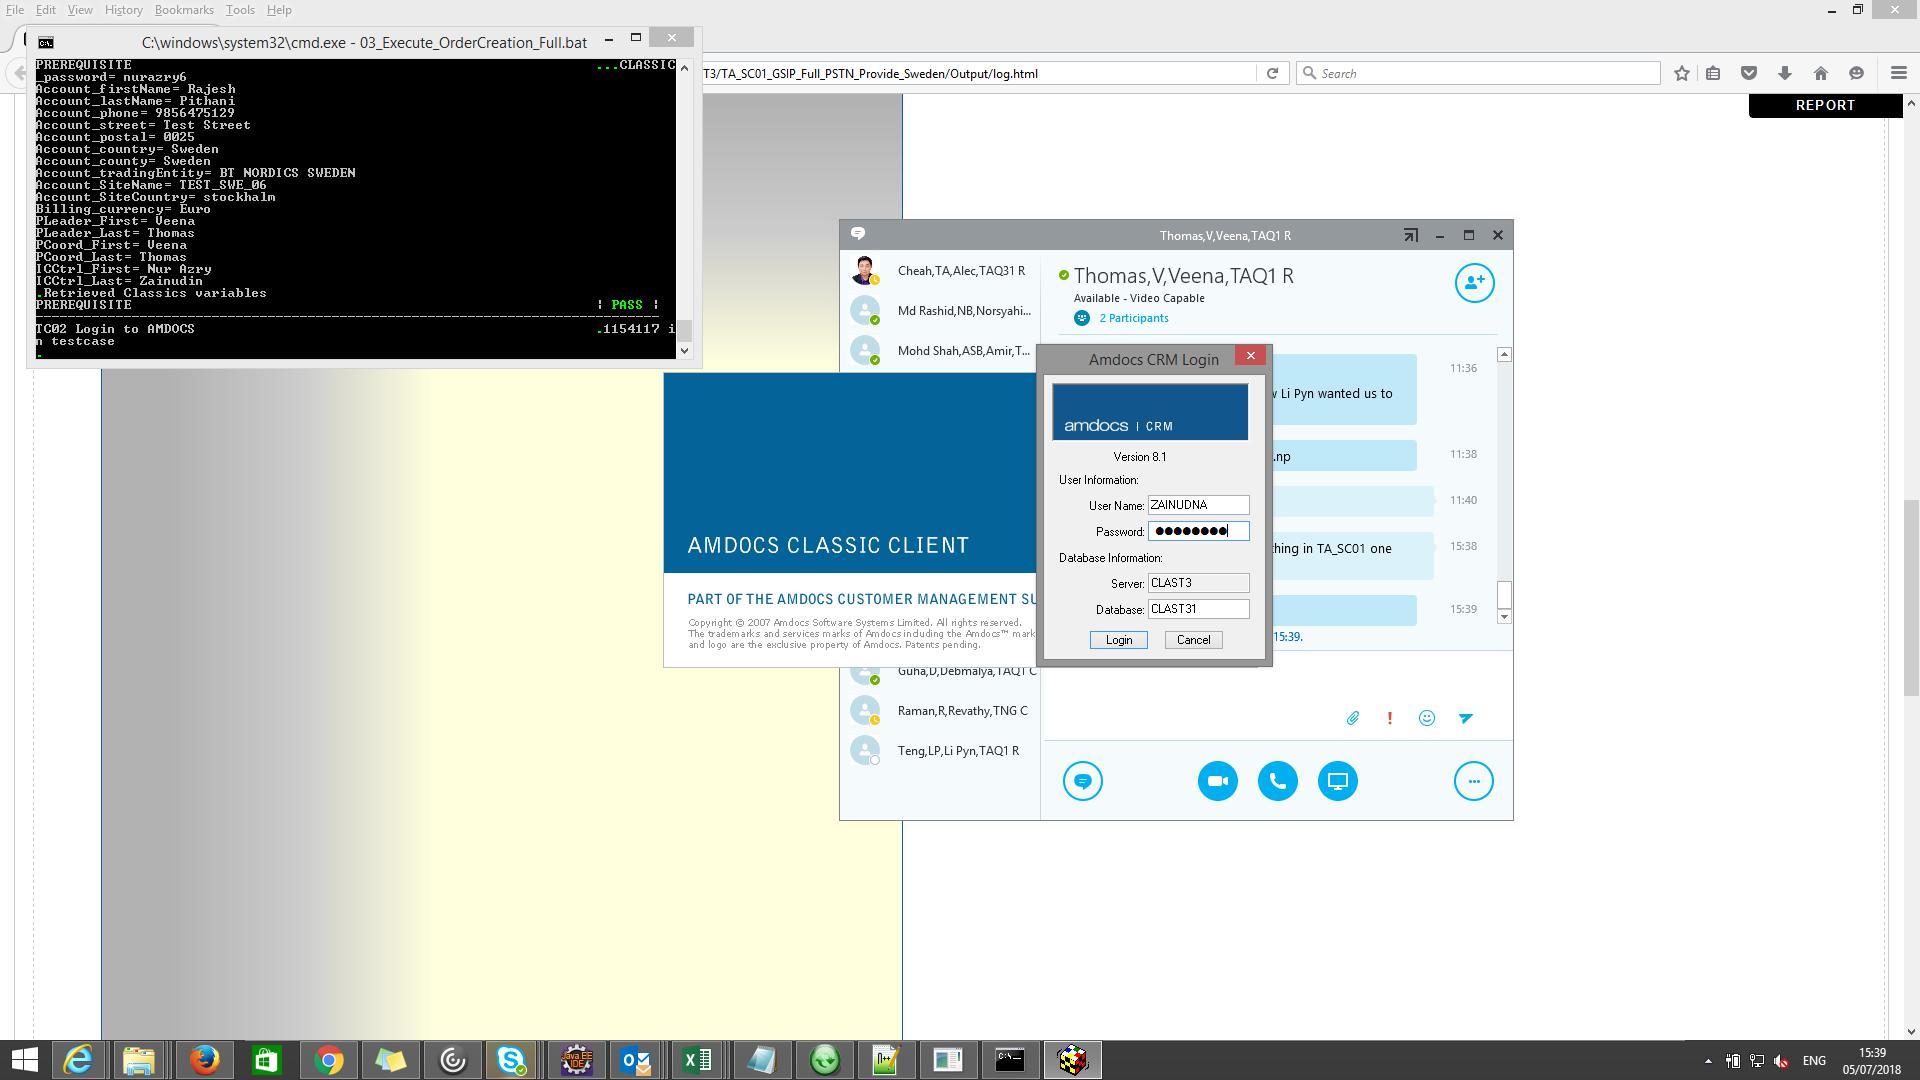 File Edit View History Bookmarks Tools Help
C:\windows\system32\cmd.exe - 03_Execute_OrderCreation_Full.bat
PREREQUISITE ...CLASSIC
_password= nurazry6
Account_firstName= Rajesh
Account_lastName= Pithani
Account_phone= 9856475129
Account_street= Test Street
Account_postal= 0025
Account_country= Sweden
Account_county= Sweden
Account_tradingEntity= BT NORDICS SWEDEN
Account_SiteName= TEST_SWE_06
Account_SiteCountry= stockhalm
Billing_currency= Euro
PLeader_First= Veena
PLeader_Last= Thomas
PCoord_First= Veena
PCoord_Last= Thomas
ICCtrl_First= Nur Azry
ICCtrl_Last= Zainudin
.Retrieved Classics variables
PREREQUISITE | PASS |
TC02 Login to AMDOCS .1154117 i
n testcase
.
T3/TA_SC01_GSIP_Full_PSTN_Provide_Sweden/Output/log.html
Search
REPORT
Thomas,V,Veena,TAQ1 R
Cheah,TA,Alec,TAQ31 R
Md Rashid,NB,Norsyahi...
Mohd Shah,ASB,Amir,T...
Guha,D,Debmalya,TAQ1 C
Raman,R,Revathy,TNG C
Teng,LP,Li Pyn,TAQ1 R
Thomas,V,Veena,TAQ1 R
Available - Video Capable
2 Participants
11:36
Li Pyn wanted us to
.np 11:38
11:40
thing in TA_SC01 one 15:38
15:39
15:39.
AMDOCS CLASSIC CLIENT
PART OF THE AMDOCS CUSTOMER MANAGEMENT SU
Copyright © 2007 Amdocs Software Systems Limited. All rights reserved.
The trademarks and services marks of Amdocs including the Amdocs™ mark
and logo are the exclusive property of Amdocs. Patents pending.
Amdocs CRM Login
amdocs | CRM
Version 8.1
User Information:
User Name: ZAINUDNA
Password:
Database Information:
Server: CLAST3
Database: CLAST31
Login Cancel
Java EE
IDE
ENG
15:39
05/07/2018